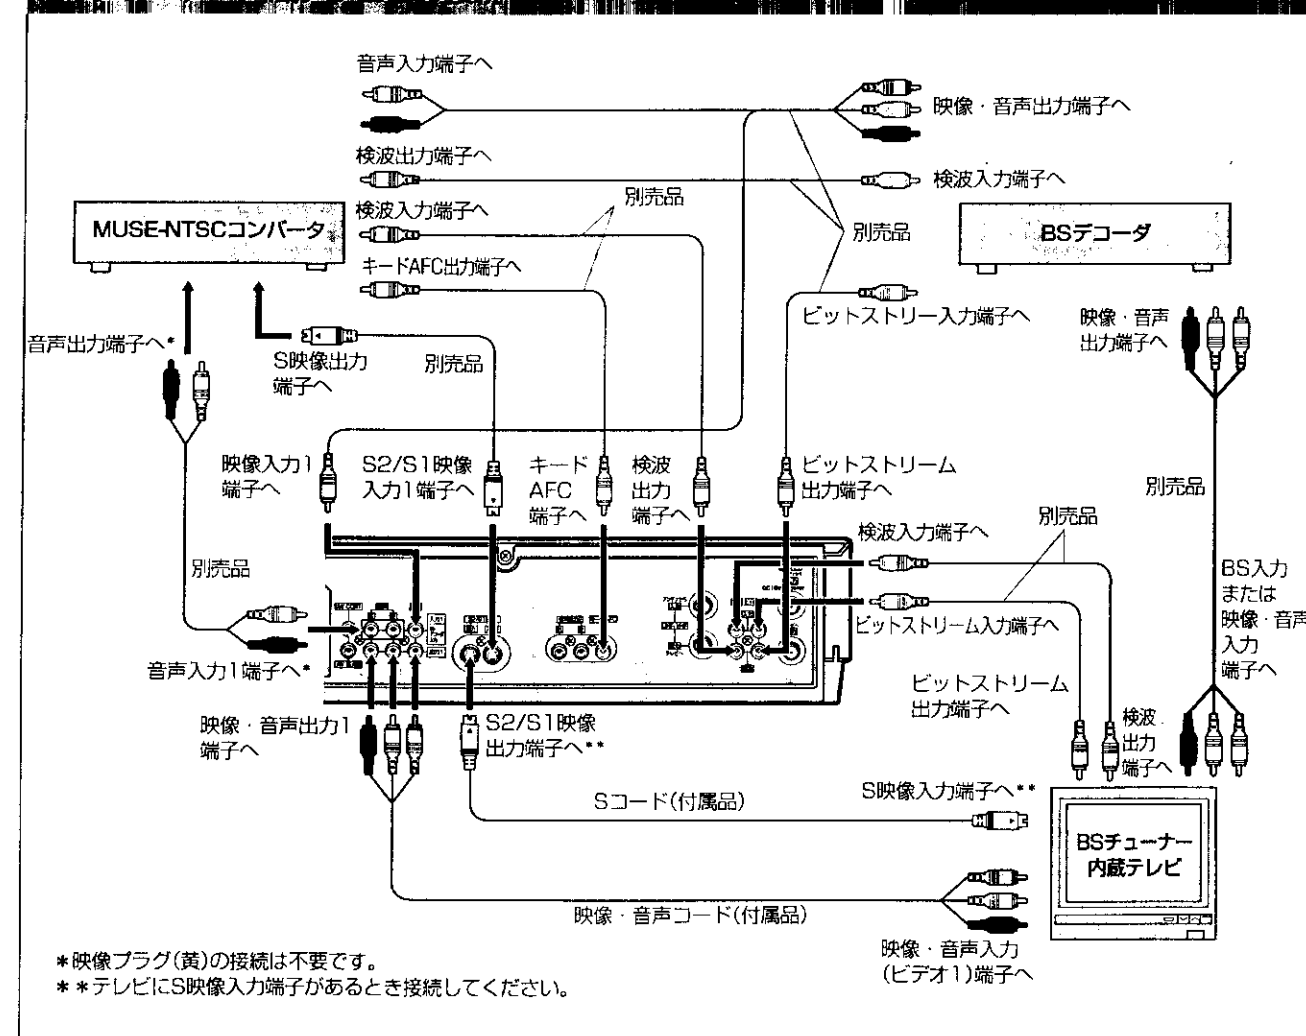 音声入力端子へ
映像・音声出力端子へ
検波出力端子へ
検波入力端子へ
別売品
MUSE-NTSCコンバータ
検波入力端子へ
別売品
BSデコーダ
キードAFC出力端子へ
ビットストリー入力端子へ
映像・音声
出力端子へ
音声出力端子へ*
S映像出力
端子へ
別売品
映像入力1
端子へ
S2/S1映像
入力1端子へ
キード
AFC
端子へ
検波
出力
端子へ
ビットストリーム
出力端子へ
別売品
検波入力端子へ
別売品
別売品
BS入力
または
映像・音声
入力
端子へ
ビットストリーム入力端子へ
音声入力1端子へ*
ビットストリーム
出力端子へ
検波
出力
端子へ
映像・音声出力1
端子へ
S2/S1映像
出力端子へ**
Sコード(付属品)
S映像入力端子へ**
BSチューナー
内蔵テレビ
映像・音声コード(付属品)
映像・音声入力
(ビデオ1)端子へ
*映像プラグ(黄)の接続は不要です。
**テレビにS映像入力端子があるとき接続してください。